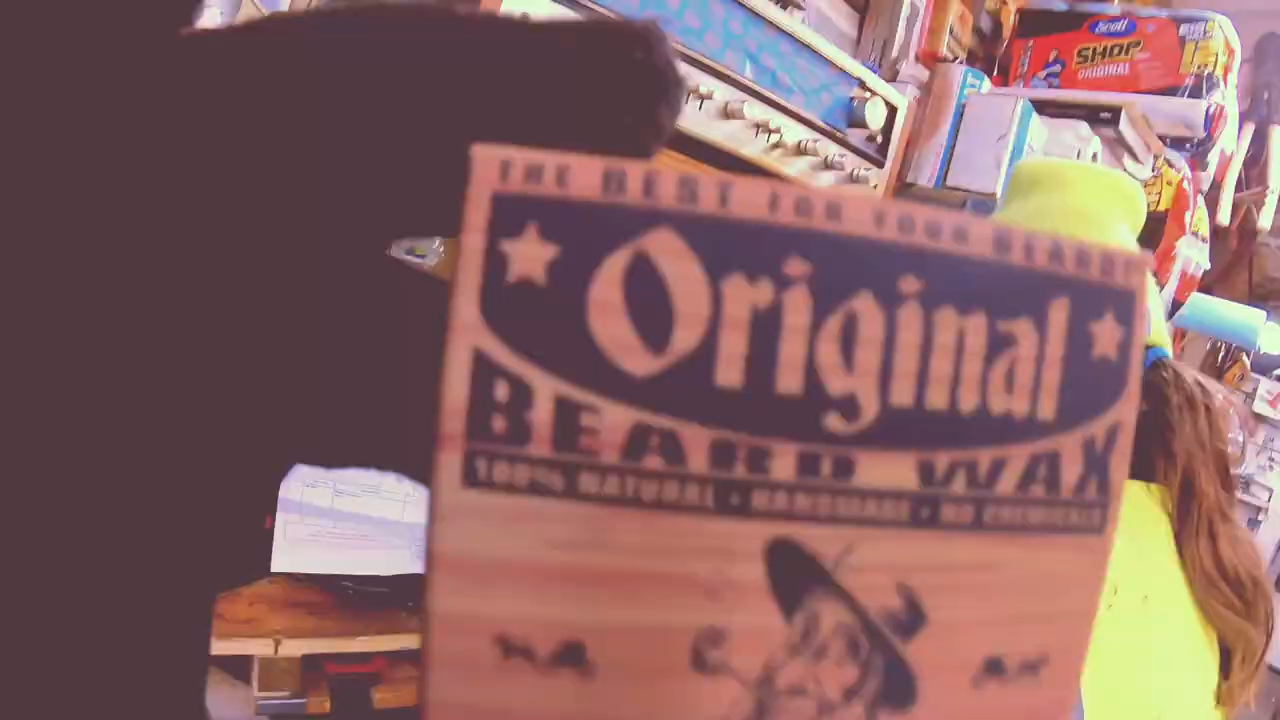 Scott
SHOP
ORIGINAL
THE BEST FOR YOUR BEARD!
Original
BEARD WAX
100% NATURAL • HANDMADE • NO CHEMICALS